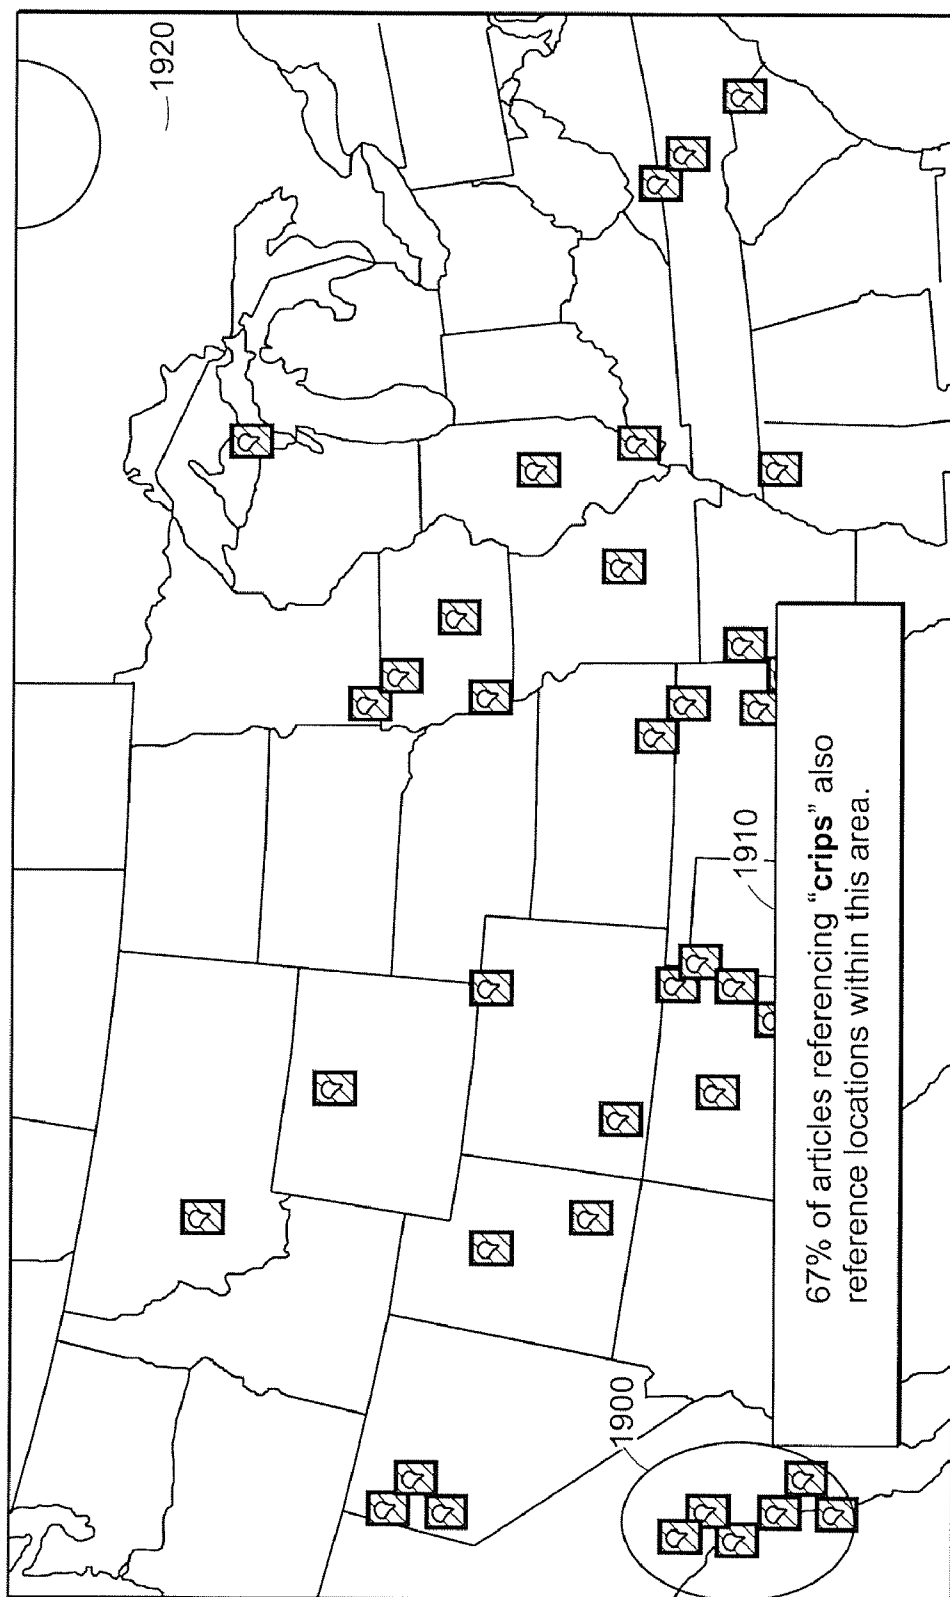 1920
1910
1900
67% of articles referencing "crips" also
reference locations within this area.